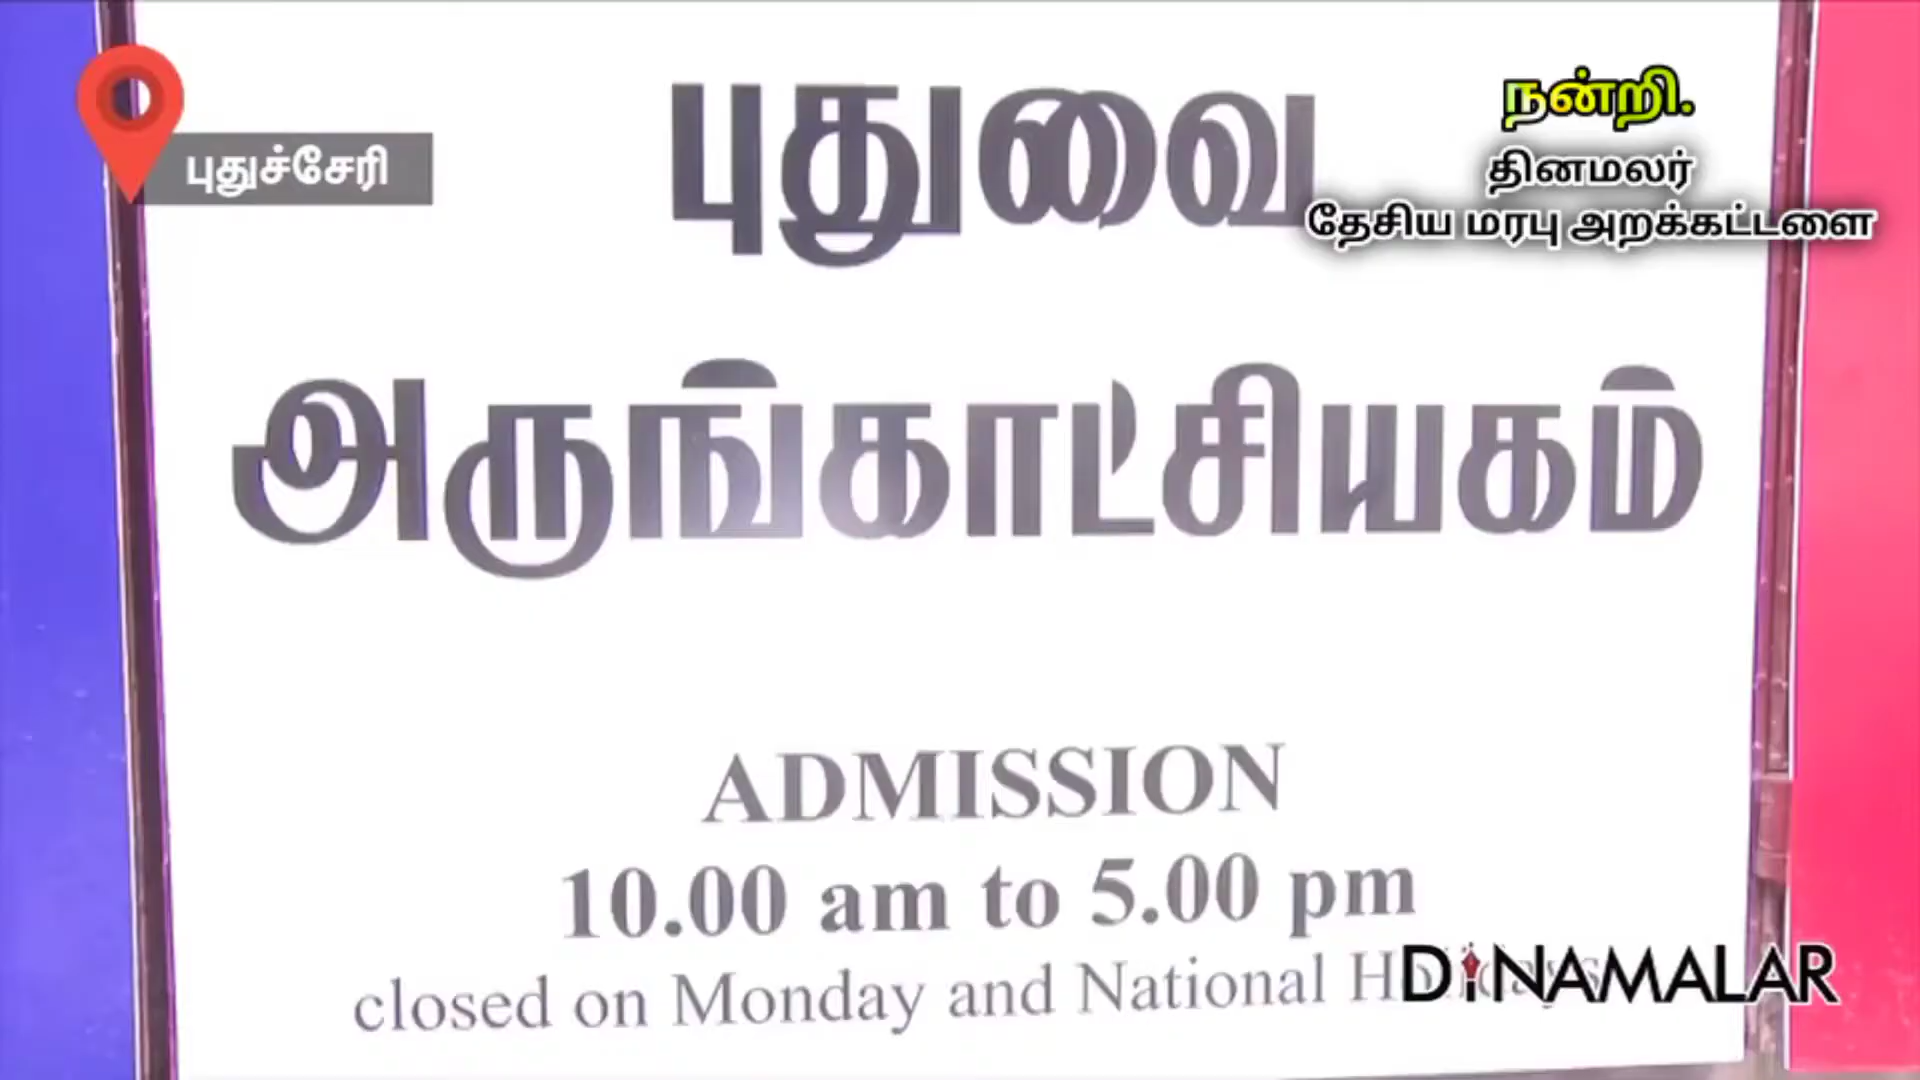 புதுச்சேரி
நன்றி.
தினமலர்
தேசிய மரபு அறக்கட்டளை
புதுவை
அருங்காட்சியகம்
ADMISSION
10.00 am to 5.00 pm
closed on Monday and National
DINAMALAR